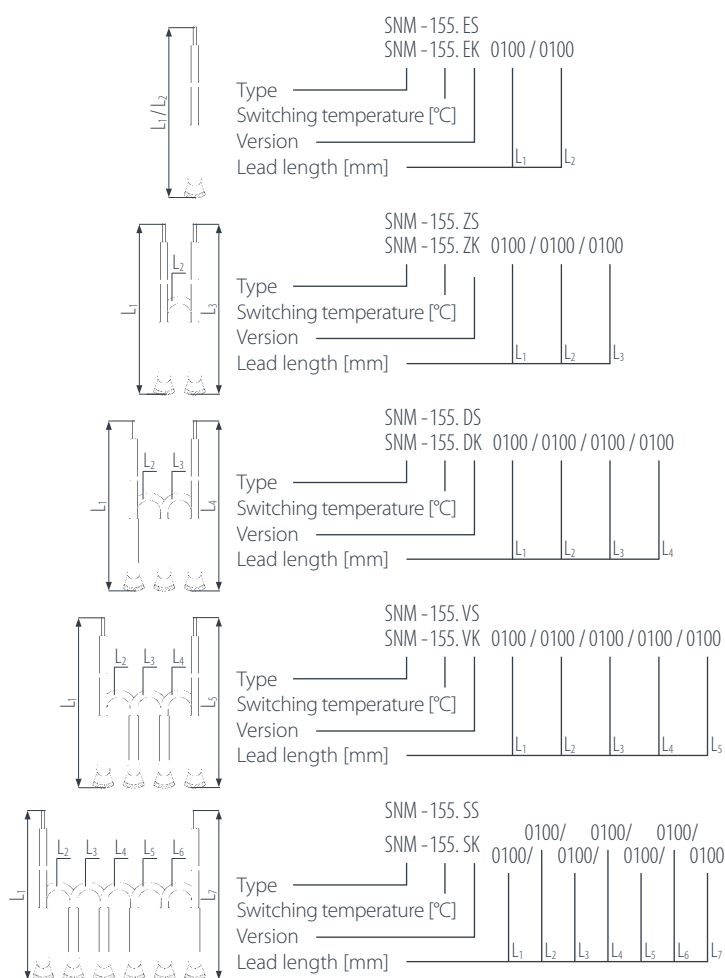 SNM - 155. ES
SNM - 155. EK 0100 / 0100
L₁ / L₂
Type
Switching temperature [°C]
Version
Lead length [mm]
L₁ L₂
SNM - 155. ZS
SNM - 155. ZK 0100 / 0100 / 0100
L₁ L₂ L₃
Type
Switching temperature [°C]
Version
Lead length [mm]
L₁ L₂ L₃
SNM - 155. DS
SNM - 155. DK 0100 / 0100 / 0100 / 0100
L₁ L₂ L₃ L₄
Type
Switching temperature [°C]
Version
Lead length [mm]
L₁ L₂ L₃ L₄
SNM - 155. VS
SNM - 155. VK 0100 / 0100 / 0100 / 0100 / 0100
L₁ L₂ L₃ L₄ L₅
Type
Switching temperature [°C]
Version
Lead length [mm]
L₁ L₂ L₃ L₄ L₅
SNM - 155. SS
SNM - 155. SK
0100/ 0100/ 0100/
0100/ 0100/ 0100/ 0100
L₁ L₂ L₃ L₄ L₅ L₆ L₇
Type
Switching temperature [°C]
Version
Lead length [mm]
L₁ L₂ L₃ L₄ L₅ L₆ L₇